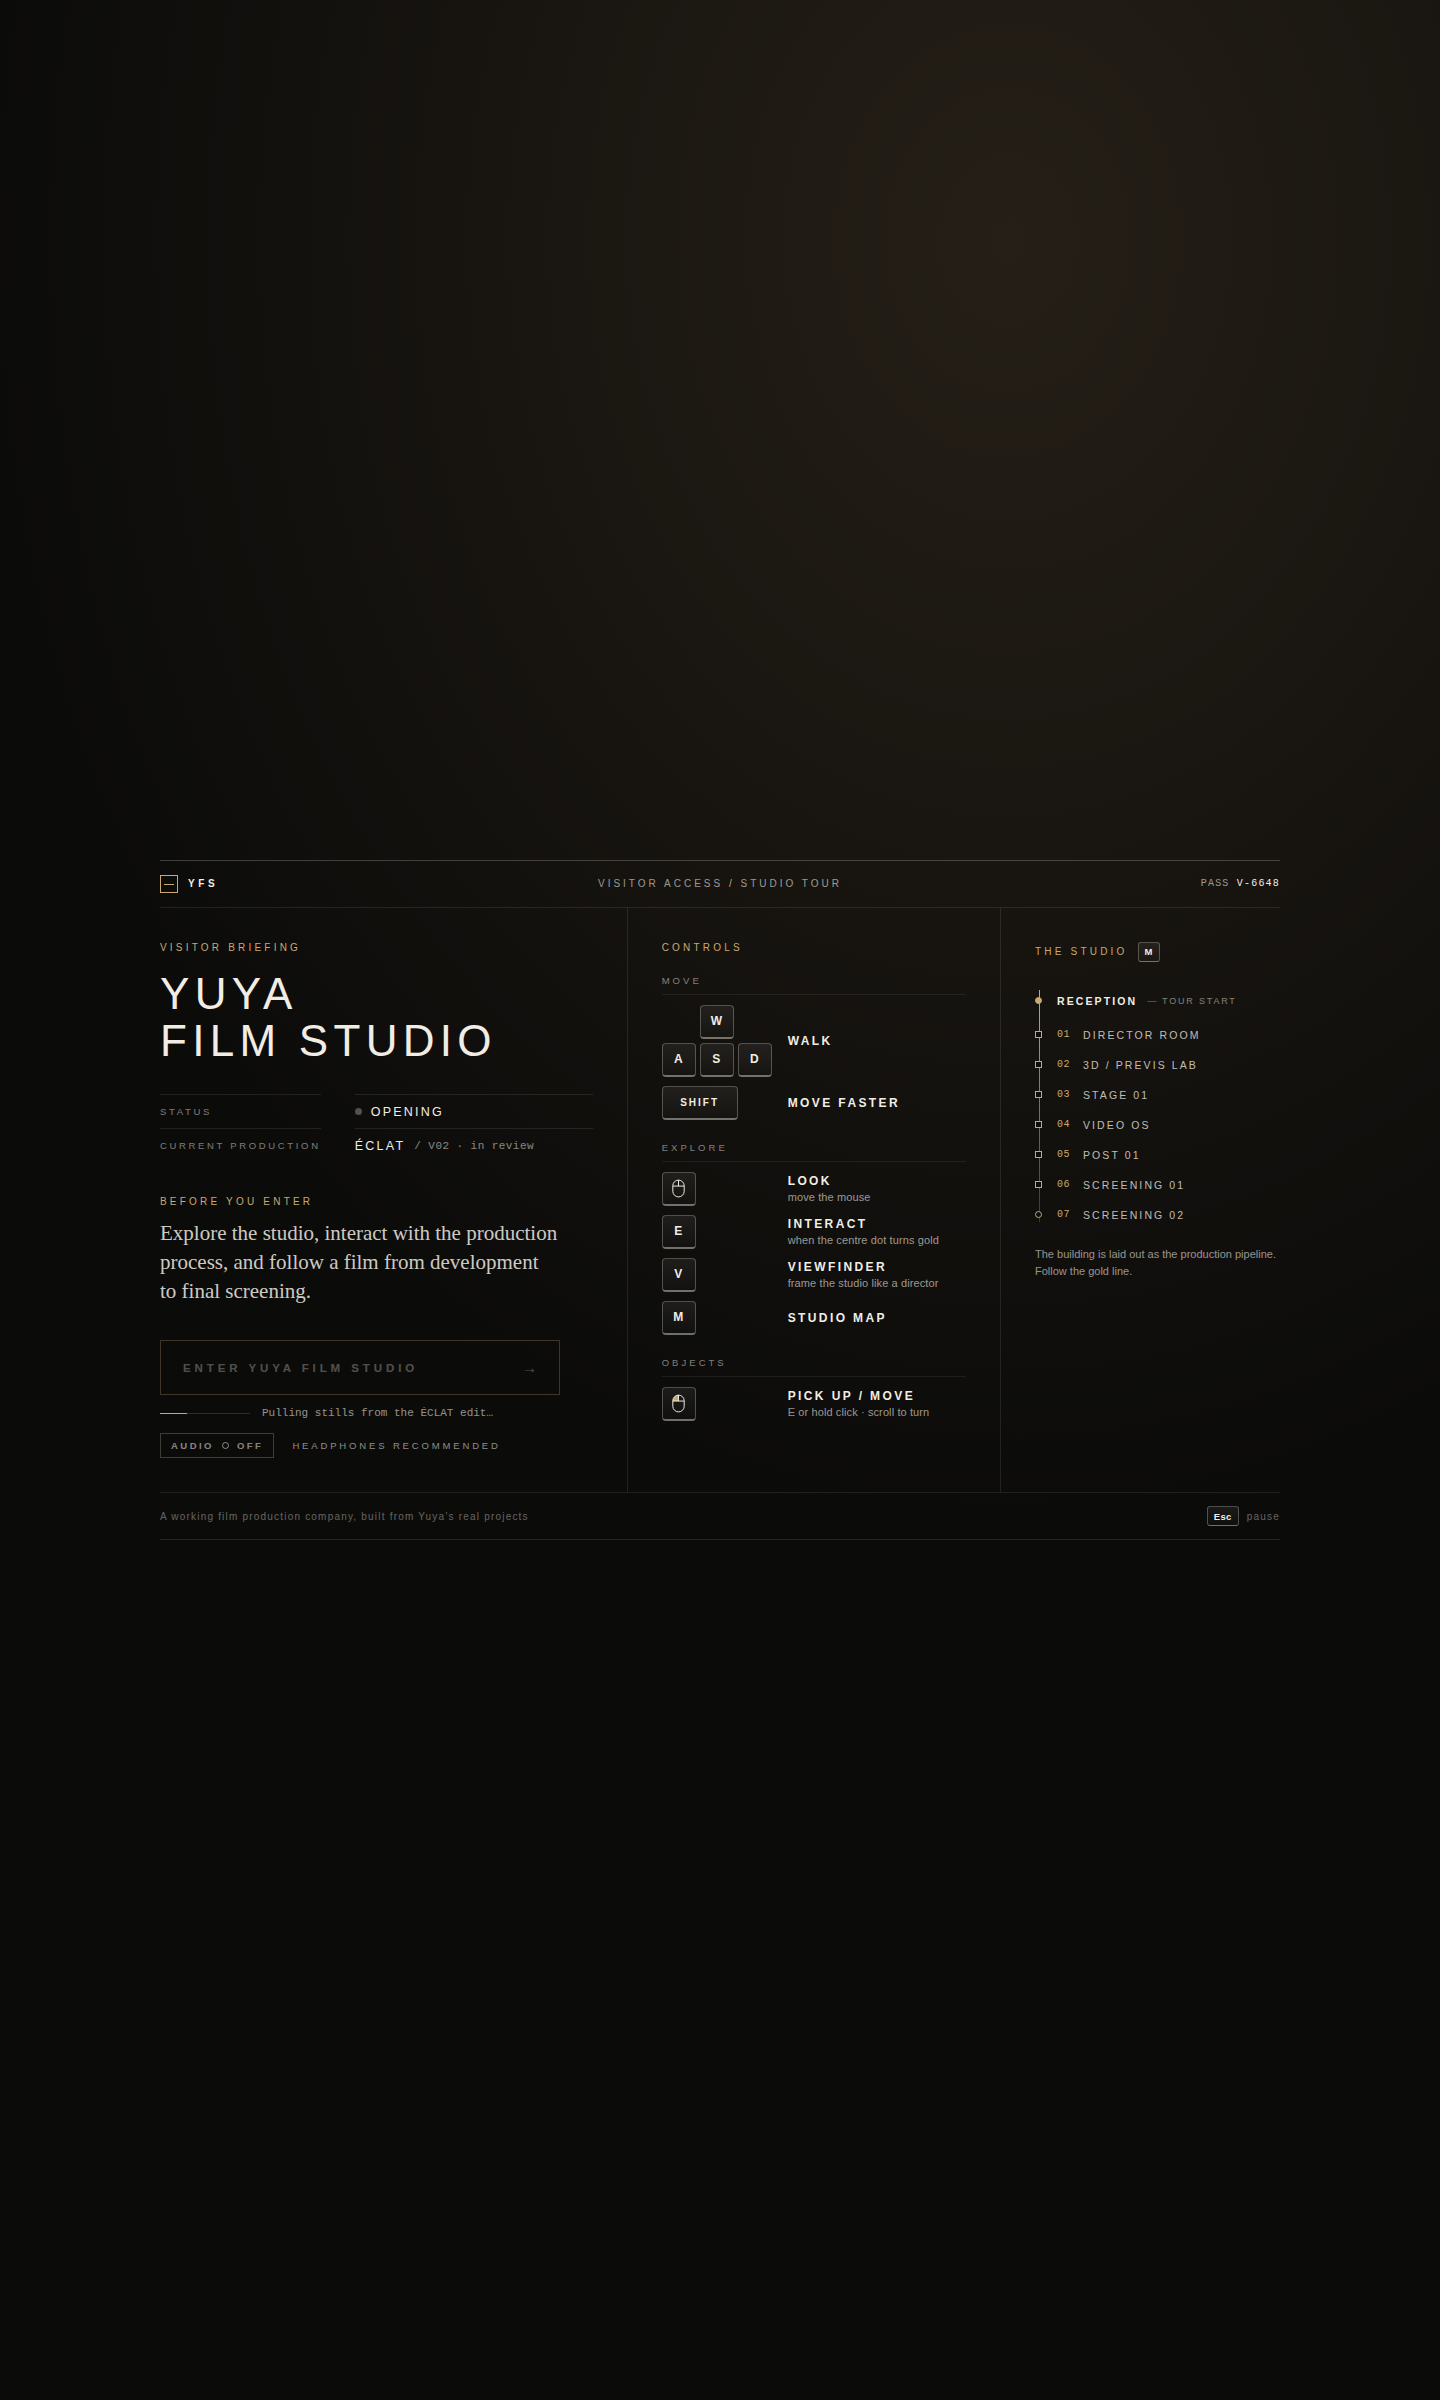 YFS
VISITOR ACCESS / STUDIO TOUR
PASS V-6648
VISITOR BRIEFING
YUYA
FILM STUDIO
STATUS
OPENING
CURRENT PRODUCTION
ÉCLAT / V02 · in review
BEFORE YOU ENTER
Explore the studio, interact with the production
process, and follow a film from development
to final screening.
ENTER YUYA FILM STUDIO →
Pulling stills from the ÉCLAT edit…
AUDIO OFF
HEADPHONES RECOMMENDED
CONTROLS
MOVE
W
A S D
WALK
SHIFT
MOVE FASTER
EXPLORE
LOOK
move the mouse
E
INTERACT
when the centre dot turns gold
V
VIEWFINDER
frame the studio like a director
M
STUDIO MAP
OBJECTS
PICK UP / MOVE
E or hold click · scroll to turn
THE STUDIO M
RECEPTION — TOUR START
01 DIRECTOR ROOM
02 3D / PREVIS LAB
03 STAGE 01
04 VIDEO OS
05 POST 01
06 SCREENING 01
07 SCREENING 02
The building is laid out as the production pipeline.
Follow the gold line.
A working film production company, built from Yuya's real projects
Esc pause